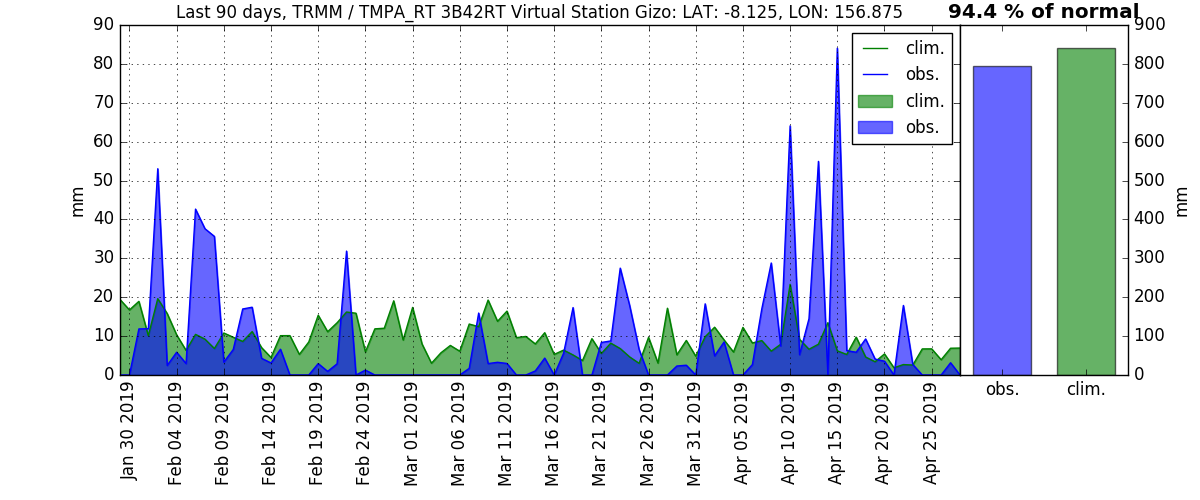 Last 90 days, TRMM / TMPA_RT 3B42RT Virtual Station Gizo: LAT: -8.125, LON: 156.875
94.4 % of normal
90
80
70
60
50
40
30
20
10
0
mm
clim.
obs.
clim.
obs.
900
800
700
600
500
400
300
200
100
0
mm
Jan 30 2019
Feb 04 2019
Feb 09 2019
Feb 14 2019
Feb 19 2019
Feb 24 2019
Mar 01 2019
Mar 06 2019
Mar 11 2019
Mar 16 2019
Mar 21 2019
Mar 26 2019
Mar 31 2019
Apr 05 2019
Apr 10 2019
Apr 15 2019
Apr 20 2019
Apr 25 2019
obs.
clim.